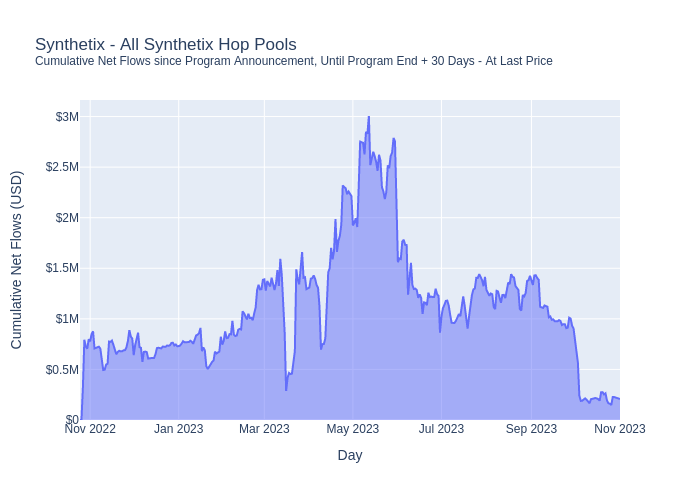 Synthetix - All Synthetix Hop Pools
Cumulative Net Flows since Program Announcement, Until Program End + 30 Days - At Last Price
$3M
$2.5M
$2M
$1.5M
$1M
$0.5M
$0
Cumulative Net Flows (USD)
Nov 2022 Jan 2023 Mar 2023 May 2023 Jul 2023 Sep 2023 Nov 2023
Day